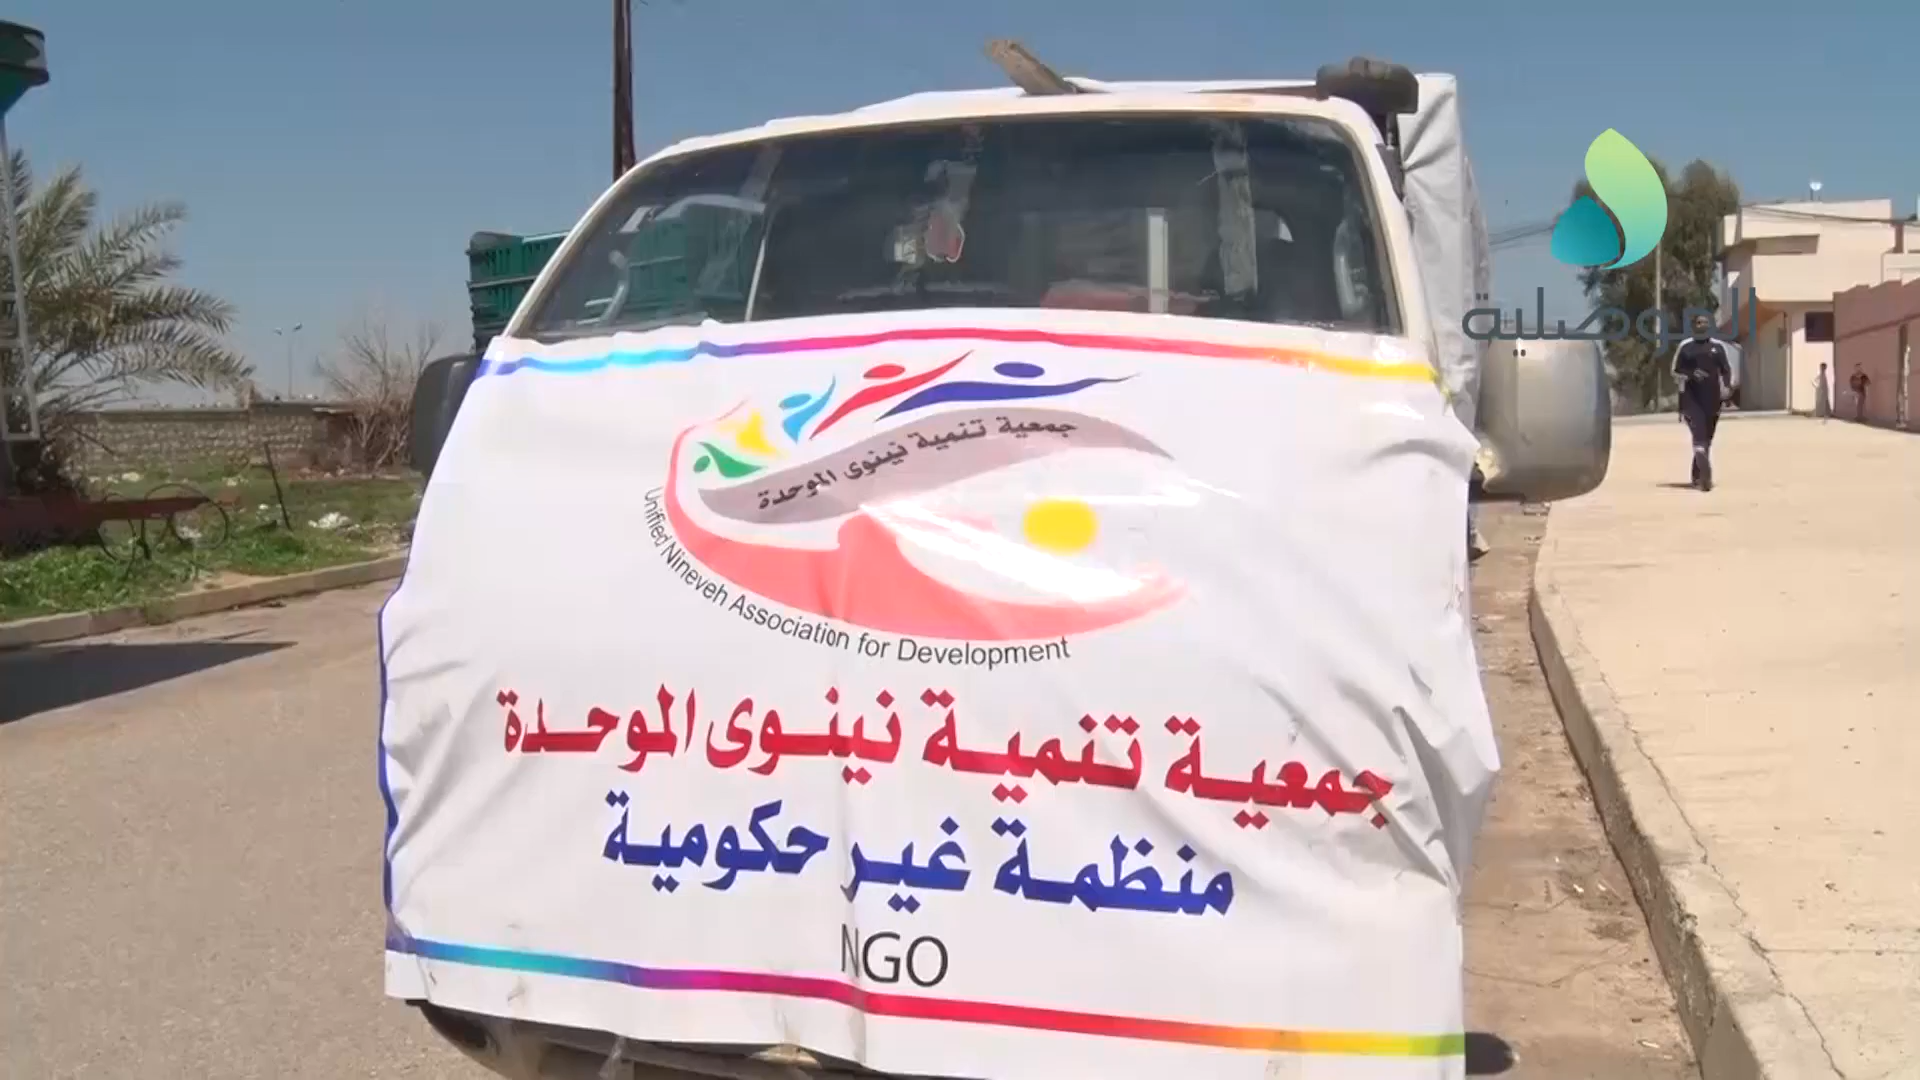 الموصلية
جمعية تنمية نينوى الموحدة
Unified Nineveh Association for Development
جمعية تنمية نينوى الموحدة
منظمة غير حكومية
NGO